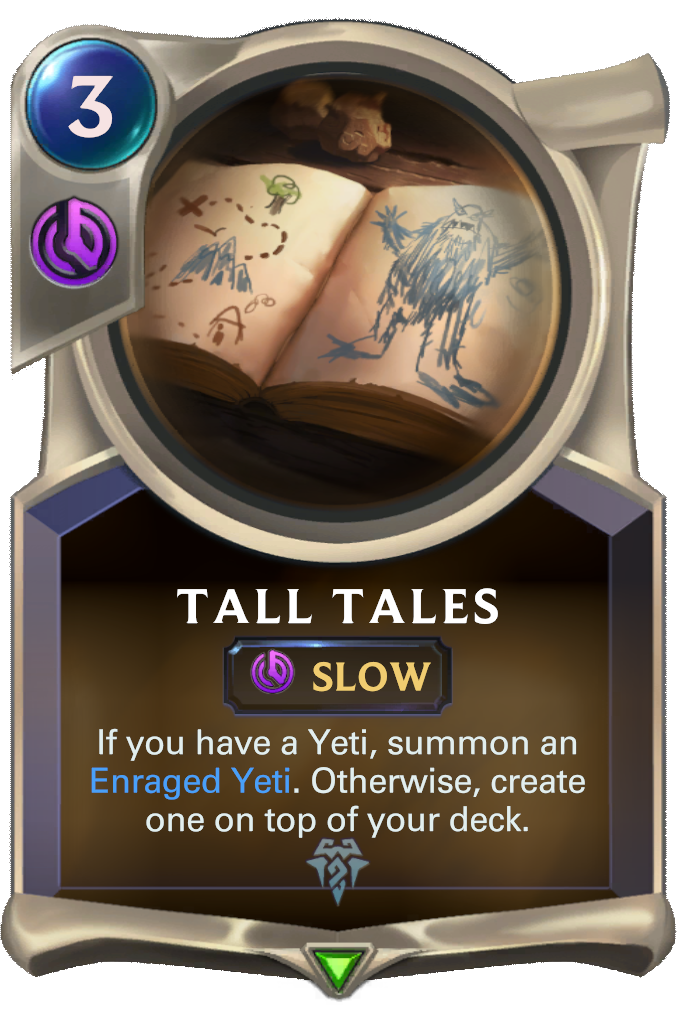 3
TALL TALES
SLOW
If you have a Yeti, summon an
Enraged Yeti. Otherwise, create
one on top of your deck.